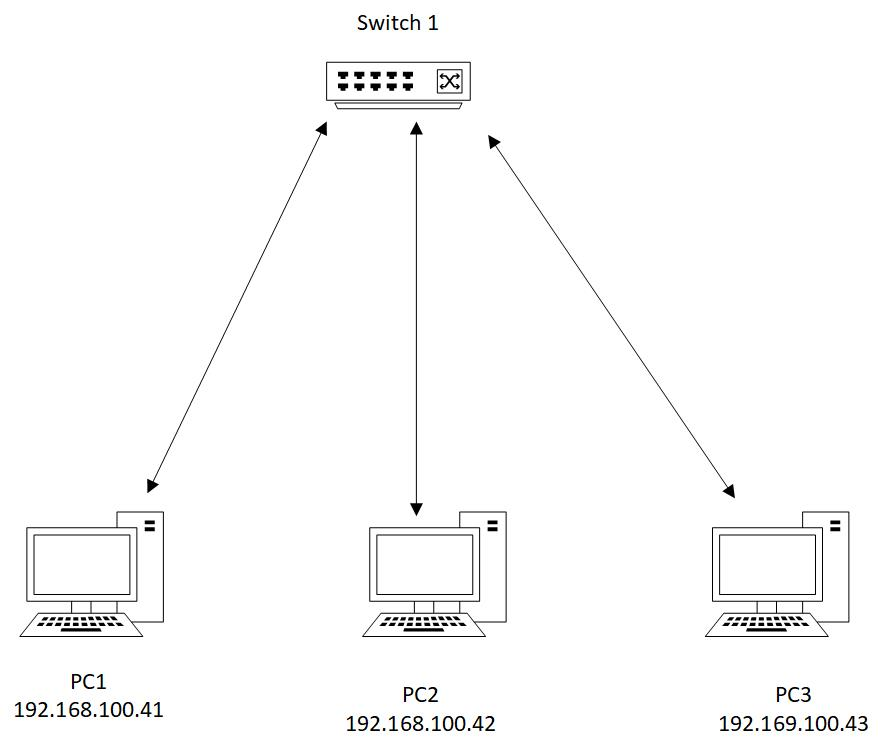 Switch 1
PC1
192.168.100.41
PC2
192.168.100.42
PC3
192.169.100.43